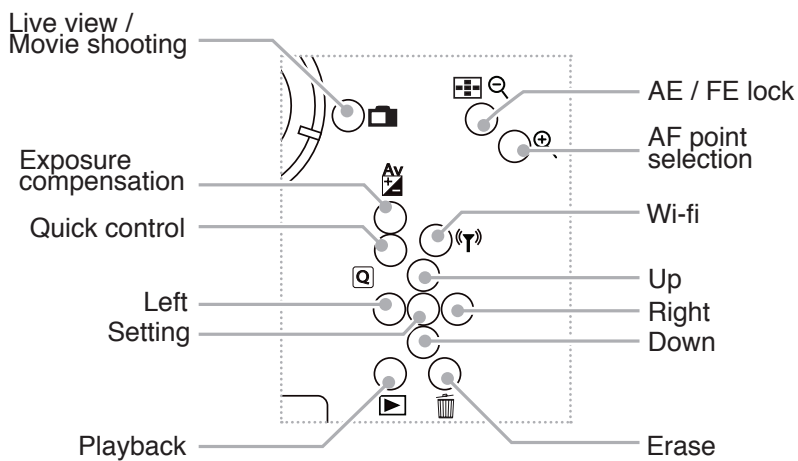 Live view /
Movie shooting
AE / FE lock
AF point
selection
Exposure
compensation
Av
Wi-fi
Quick control
Q
Up
Left
Right
Setting
Down
Playback
Erase